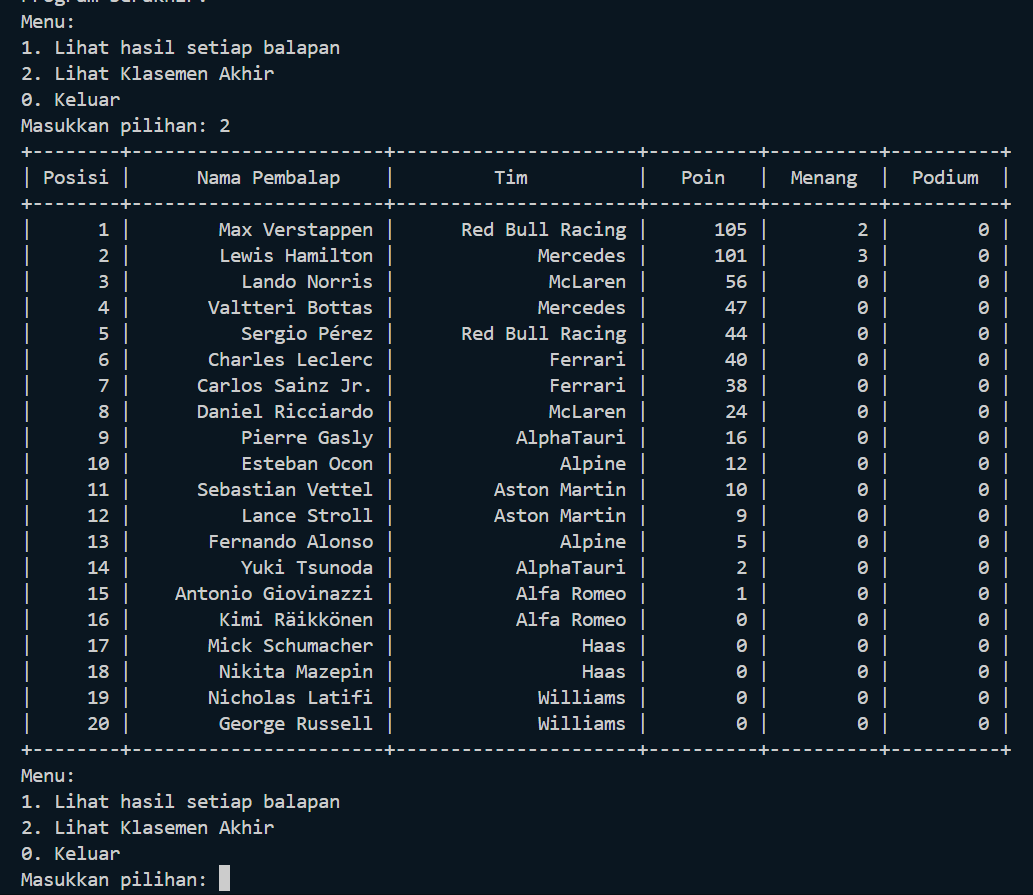 Menu:
1. Lihat hasil setiap balapan
2. Lihat Klasemen Akhir
0. Keluar
Masukkan pilihan: 2
+--------+-----------------------+----------------------+----------+----------+----------+
| Posisi |      Nama Pembalap    |         Tim          |   Poin   |  Menang  |  Podium  |
+--------+-----------------------+----------------------+----------+----------+----------+
|      1 |        Max Verstappen |      Red Bull Racing |      105 |        2 |        0 |
|      2 |        Lewis Hamilton |             Mercedes |      101 |        3 |        0 |
|      3 |          Lando Norris |              McLaren |       56 |        0 |        0 |
|      4 |       Valtteri Bottas |             Mercedes |       47 |        0 |        0 |
|      5 |          Sergio Pérez |      Red Bull Racing |       44 |        0 |        0 |
|      6 |       Charles Leclerc |              Ferrari |       40 |        0 |        0 |
|      7 |      Carlos Sainz Jr. |              Ferrari |       38 |        0 |        0 |
|      8 |      Daniel Ricciardo |              McLaren |       24 |        0 |        0 |
|      9 |          Pierre Gasly |           AlphaTauri |       16 |        0 |        0 |
|     10 |          Esteban Ocon |               Alpine |       12 |        0 |        0 |
|     11 |      Sebastian Vettel |         Aston Martin |       10 |        0 |        0 |
|     12 |          Lance Stroll |         Aston Martin |        9 |        0 |        0 |
|     13 |       Fernando Alonso |               Alpine |        5 |        0 |        0 |
|     14 |          Yuki Tsunoda |           AlphaTauri |        2 |        0 |        0 |
|     15 |    Antonio Giovinazzi |           Alfa Romeo |        1 |        0 |        0 |
|     16 |        Kimi Räikkönen |           Alfa Romeo |        0 |        0 |        0 |
|     17 |       Mick Schumacher |                 Haas |        0 |        0 |        0 |
|     18 |        Nikita Mazepin |                 Haas |        0 |        0 |        0 |
|     19 |       Nicholas Latifi |             Williams |        0 |        0 |        0 |
|     20 |        George Russell |             Williams |        0 |        0 |        0 |
+--------+-----------------------+----------------------+----------+----------+----------+
Menu:
1. Lihat hasil setiap balapan
2. Lihat Klasemen Akhir
0. Keluar
Masukkan pilihan: